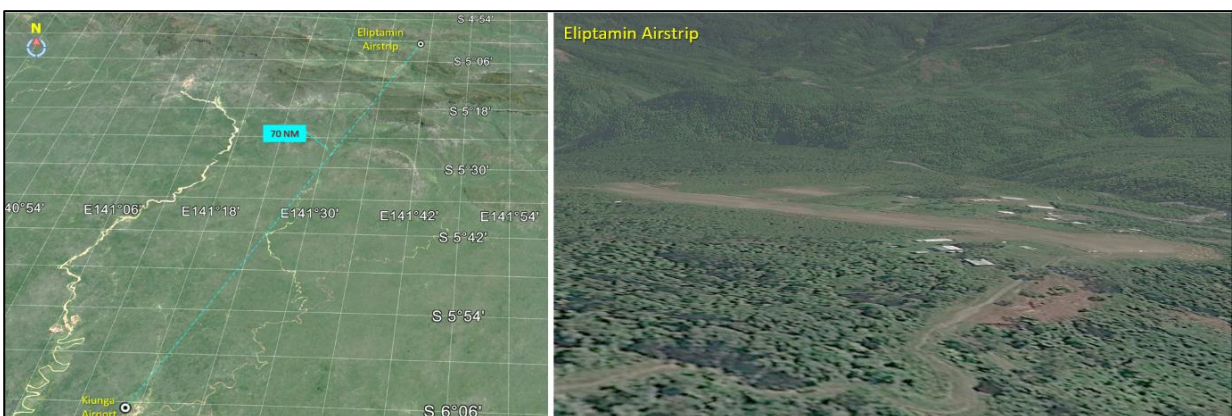 N
Eliptamin
Airstrip
S 4°54'
S 5°06'
S 5°18'
70 NM
S 5°30'
40°54'
E141°06'
E141°18'
E141°30'
E141°42'
E141°54'
S 5°42'
S 5°54'
Kiunga
Airport
S 6°06'
Eliptamin Airstrip